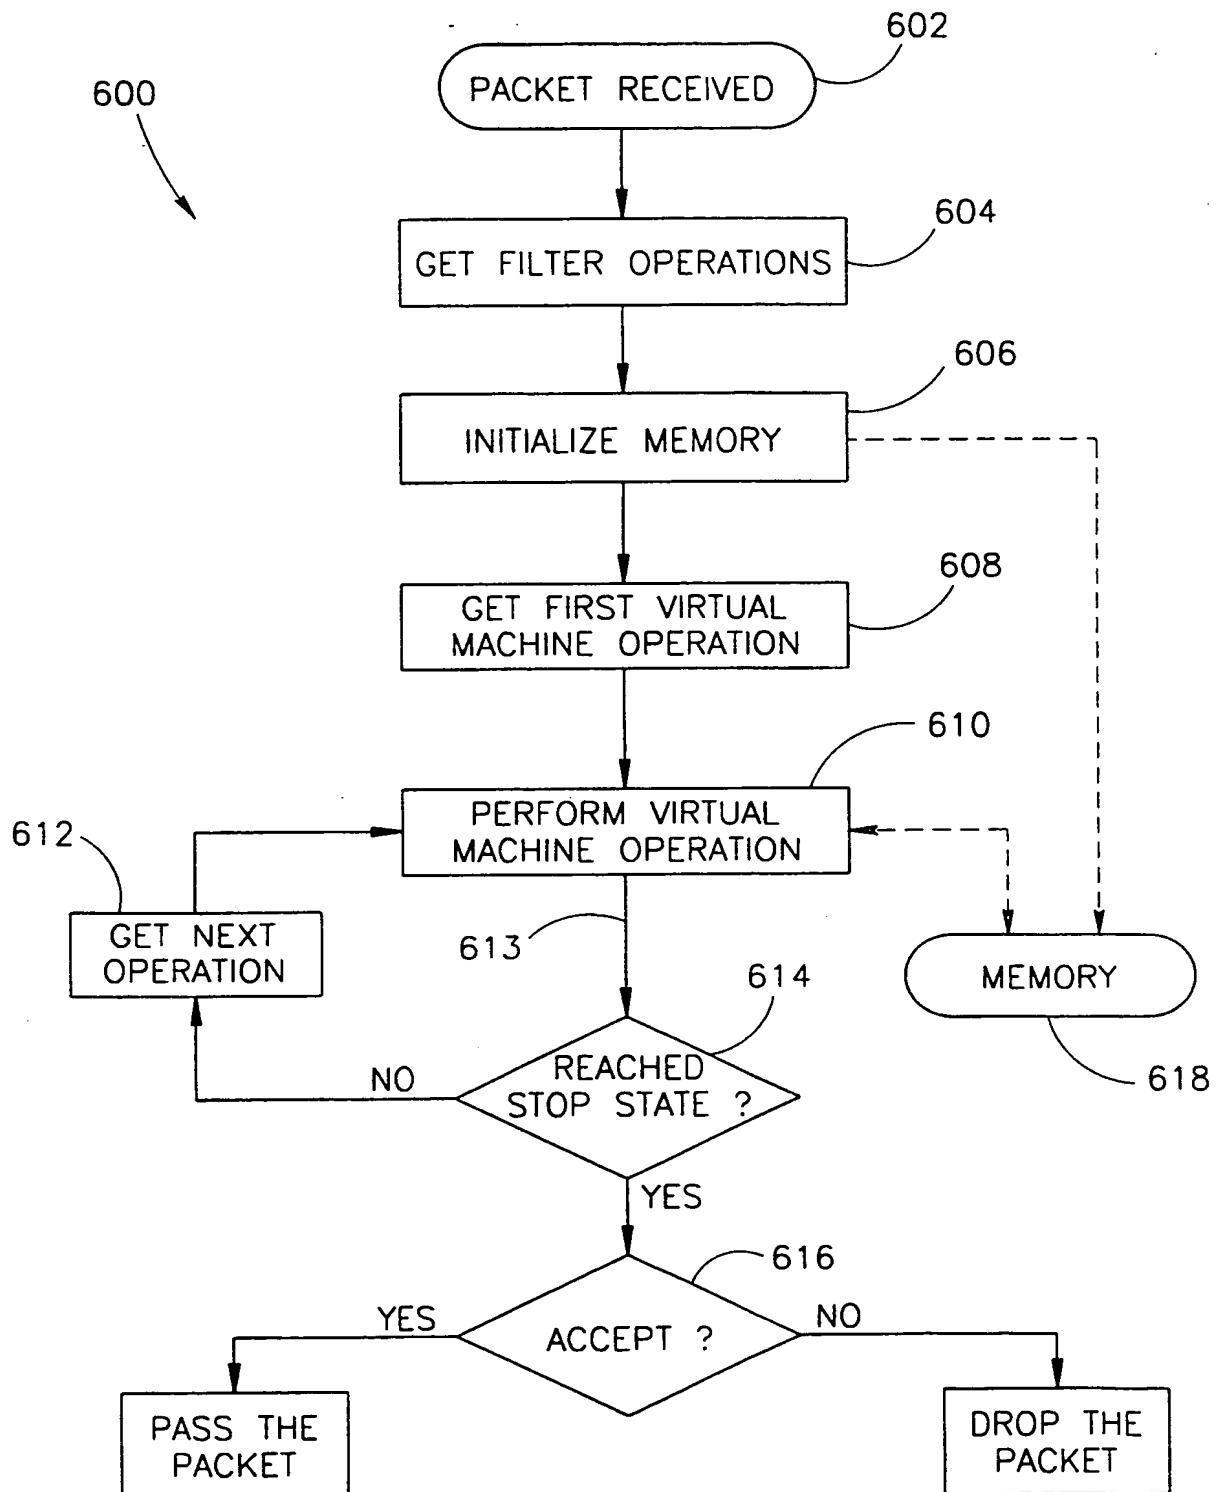 602
PACKET RECEIVED
600
604
GET FILTER OPERATIONS
606
INITIALIZE MEMORY
608
GET FIRST VIRTUAL
MACHINE OPERATION
610
PERFORM VIRTUAL
MACHINE OPERATION
612
GET NEXT
OPERATION
613
MEMORY
614
618
REACHED
STOP STATE ?
NO
YES
616
ACCEPT ?
YES
NO
PASS THE
PACKET
DROP THE
PACKET